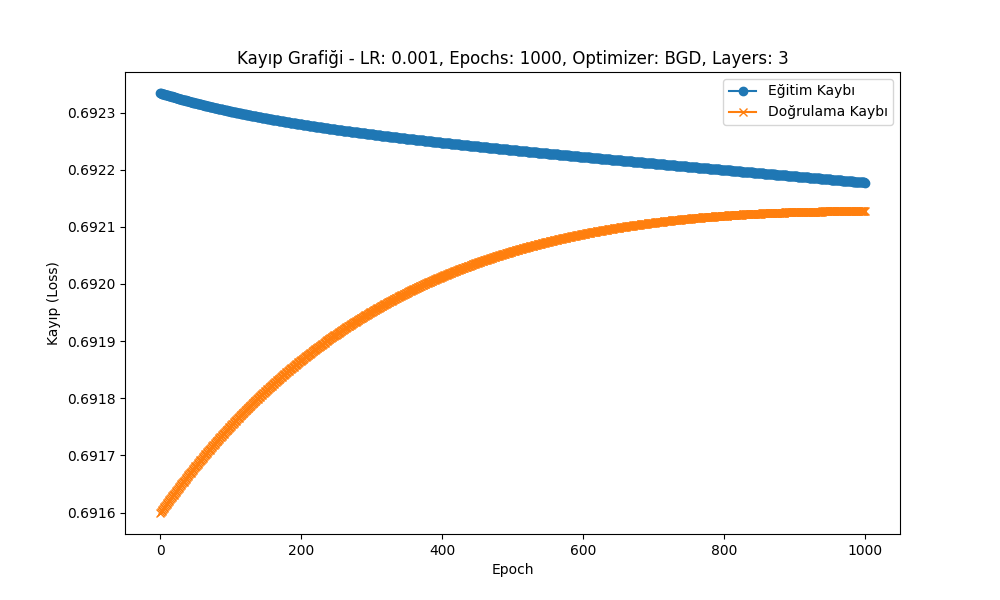 Kayıp Grafiği - LR: 0.001, Epochs: 1000, Optimizer: BGD, Layers: 3
Eğitim Kaybı
Doğrulama Kaybı
Kayıp (Loss)
0.6923
0.6922
0.6921
0.6920
0.6919
0.6918
0.6917
0.6916
0 200 400 600 800 1000
Epoch